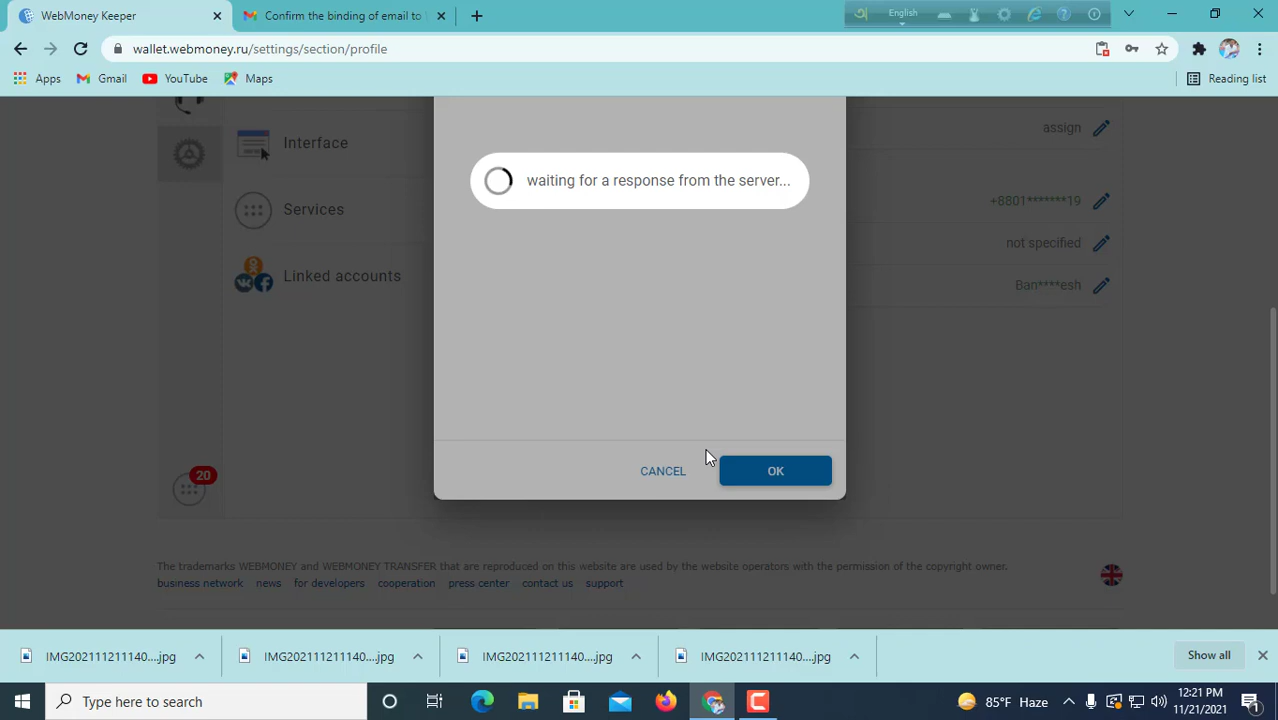 WebMoney Keeper
Confirm the binding of email to
English
wallet.webmoney.ru/settings/section/profile
Apps
Gmail
YouTube
Maps
Reading list
Interface
Services
Linked accounts
20
assign
+8801*******19
not specified
Ban****esh
waiting for a response from the server...
CANCEL
OK
The trademarks WEBMONEY and WEBMONEY TRANSFER that are reproduced on this website are used by the website operators with the permission of the copyright owner.
business network news for developers cooperation press center contact us support
IMG202111211140....jpg
IMG202111211140....jpg
IMG202111211140....jpg
IMG202111211140....jpg
Show all
Type here to search
85°F Haze
12:21 PM
11/21/2021
1